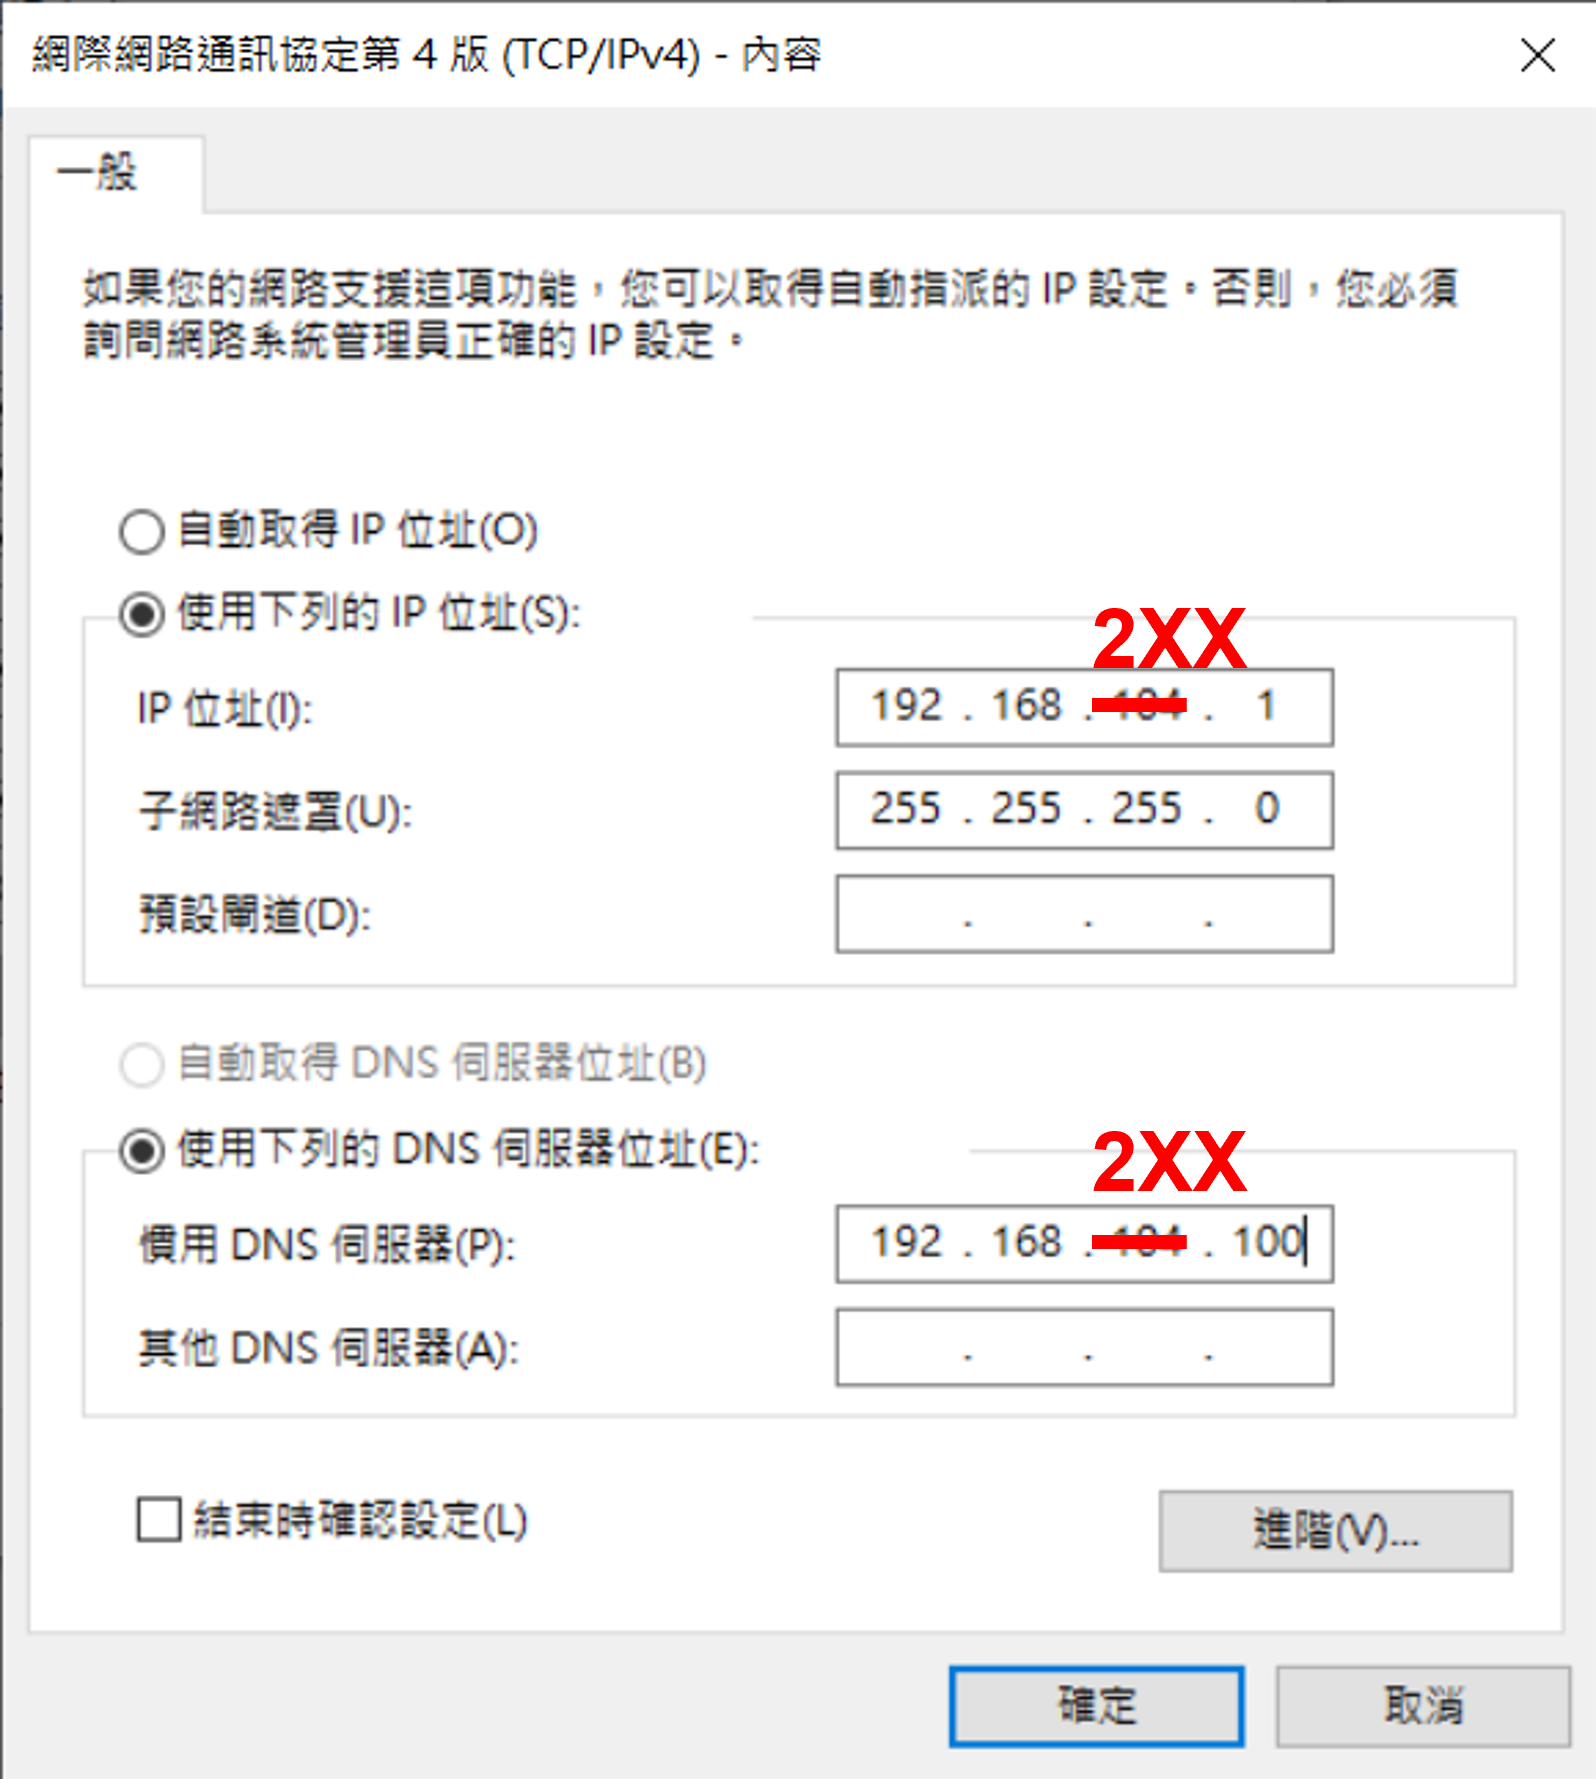 網際網路通訊協定第 4 版 (TCP/IPv4) - 內容
一般
如果您的網路支援這項功能，您可以取得自動指派的 IP 設定。否則，您必須
詢問網路系統管理員正確的 IP 設定。
自動取得 IP 位址(O)
使用下列的 IP 位址(S):
2XX
IP 位址(I): 192 . 168 . 184 . 1
子網路遮罩(U): 255 . 255 . 255 . 0
預設閘道(D): . . .
自動取得 DNS 伺服器位址(B)
使用下列的 DNS 伺服器位址(E):
2XX
慣用 DNS 伺服器(P): 192 . 168 . 184 . 100
其他 DNS 伺服器(A): . . .
結束時確認設定(L)
進階(V)...
確定
取消